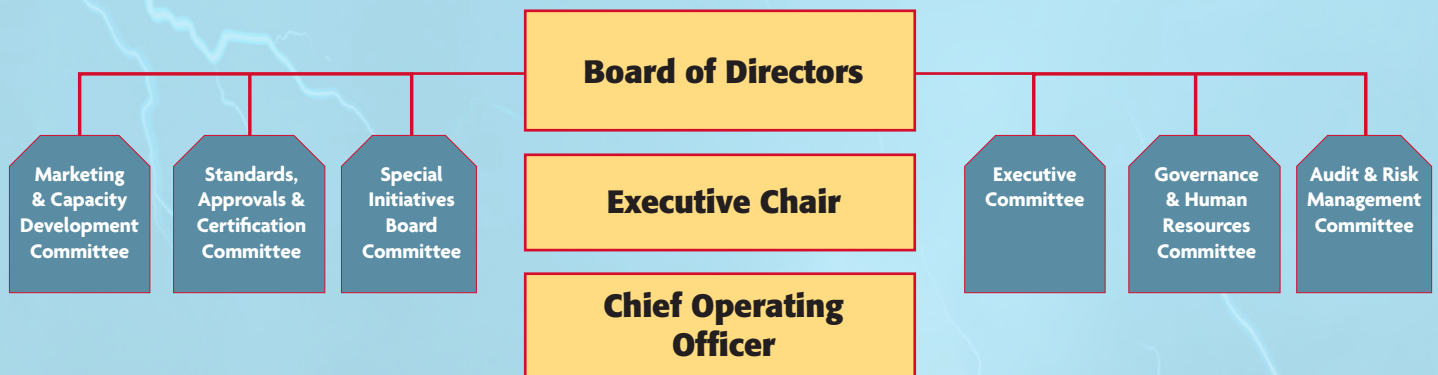 Board of Directors
Marketing
& Capacity
Development
Committee
Standards,
Approvals &
Certification
Committee
Special
Initiatives
Board
Committee
Executive Chair
Executive
Committee
Governance
& Human
Resources
Committee
Audit & Risk
Management
Committee
Chief Operating
Officer